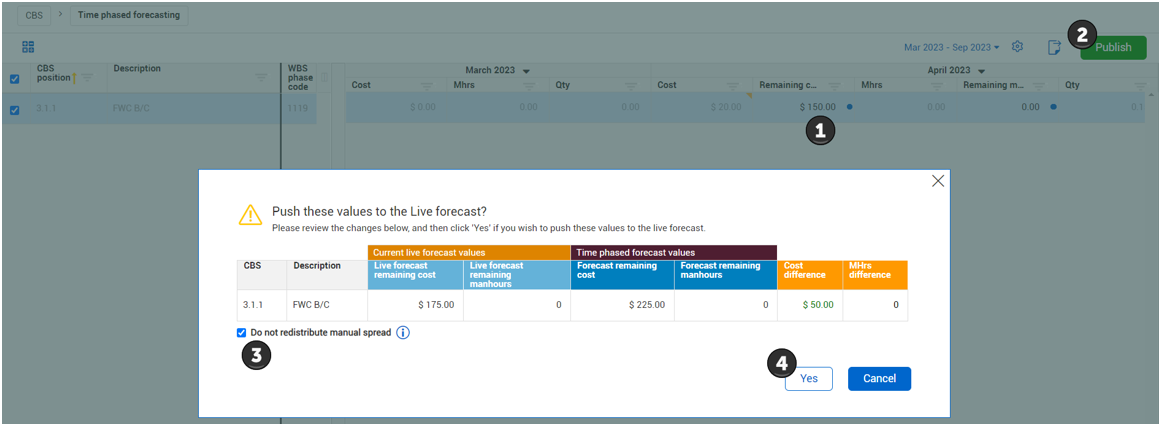 CBS > Time phased forecasting
2
Mar 2023 - Sep 2023 Publish
CBS position Description WBS phase code March 2023 April 2023
Cost Mhrs Qty Cost Remaining c... Mhrs Remaining m... Qty
3.1.1 FWC B/C 1119 $ 0.00 0.00 0.00 $ 20.00 $ 150.00 0.00 0.00 0.1
1
Push these values to the Live forecast?
Please review the changes below, and then click 'Yes' if you wish to push these values to the live forecast.
Current live forecast values Time phased forecast values
CBS Description Live forecast remaining cost Live forecast remaining manhours Forecast remaining cost Forecast remaining manhours Cost difference MHrs difference
3.1.1 FWC B/C $ 175.00 0 $ 225.00 0 $ 50.00 0
Do not redistribute manual spread i
3
4
Yes Cancel